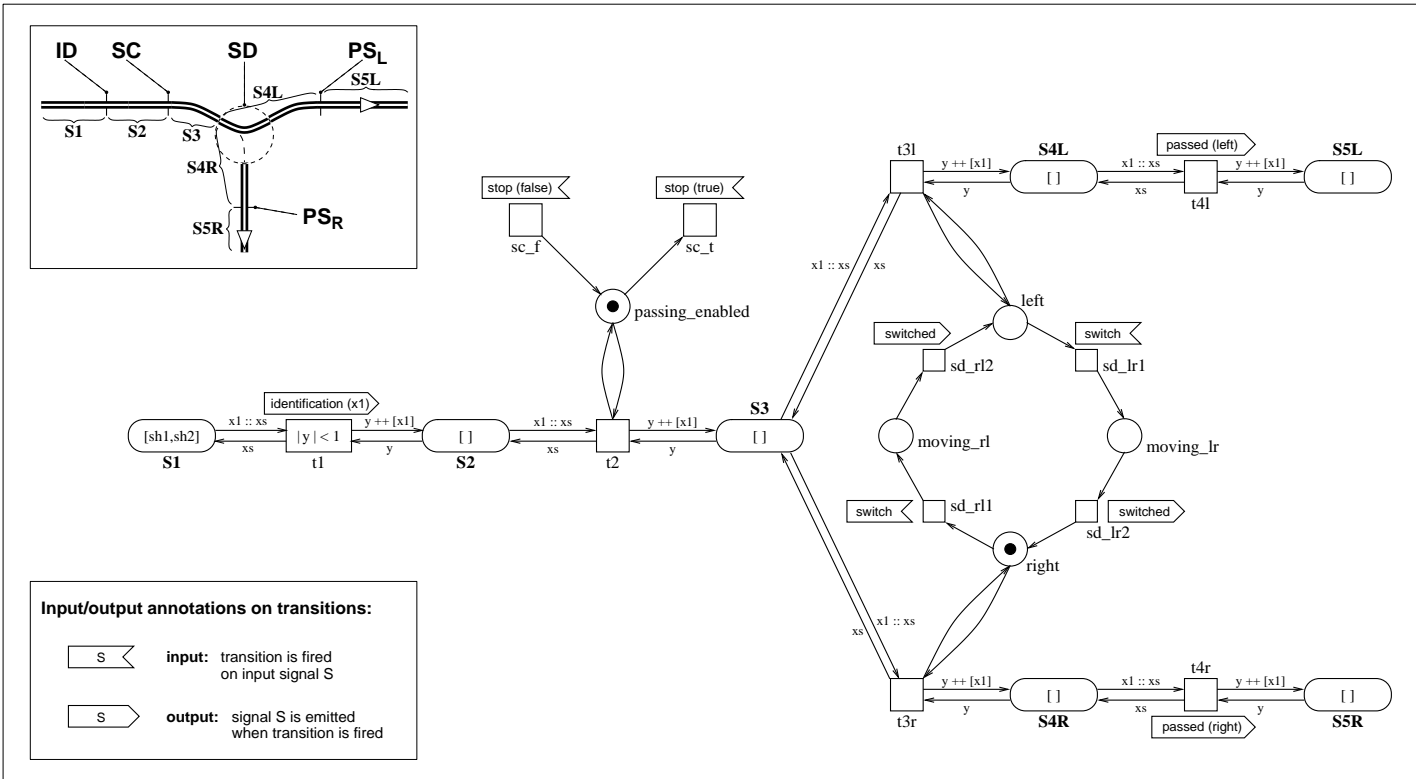 ID SC SD PS_L
S5L
S4L
S1 S2 S3
S4R
PS_R
S5R
stop (false) stop (true)
sc_f sc_t
passing_enabled
identification (x1)
x1 :: xs y ++ [x1] x1 :: xs y ++ [x1] S3
[sh1,sh2] | y | < 1 [ ] [ ]
xs y xs y
S1 t1 S2 t2
t3l S4L passed (left) S5L
y ++ [x1] x1 :: xs y ++ [x1]
[ ] [ ]
y xs y
t4l
x1 :: xs xs
left
switched switch
sd_rl2 sd_lr1
moving_rl moving_lr
switch sd_rl1 switched
sd_lr2
right
xs x1 :: xs
t4r
y ++ [x1] x1 :: xs y ++ [x1]
[ ] [ ]
y xs y
t3r S4R passed (right) S5R
Input/output annotations on transitions:
S input: transition is fired
on input signal S
S output: signal S is emitted
when transition is fired